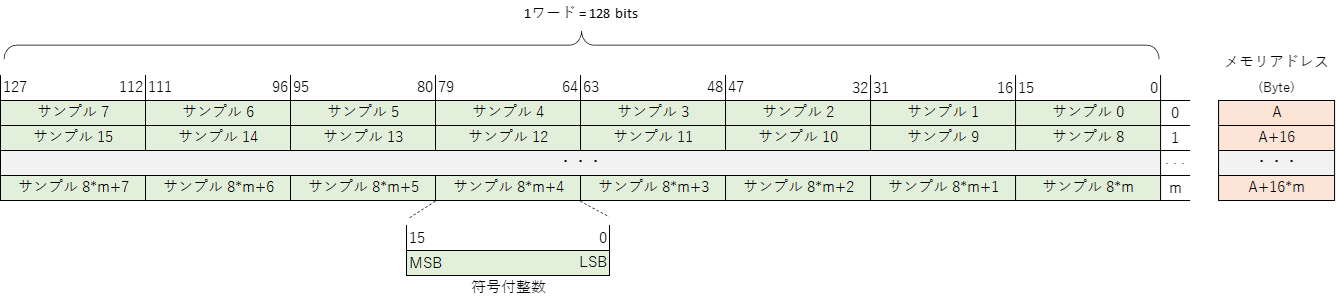 1ワード = 128 bits
メモリアドレス
(Byte)
127 112 111 96 95 80 79 64 63 48 47 32 31 16 15 0
サンプル 7 サンプル 6 サンプル 5 サンプル 4 サンプル 3 サンプル 2 サンプル 1 サンプル 0 0 A
サンプル 15 サンプル 14 サンプル 13 サンプル 12 サンプル 11 サンプル 10 サンプル 9 サンプル 8 1 A+16
・・・ ・・・ ・・・
サンプル 8*m+7 サンプル 8*m+6 サンプル 8*m+5 サンプル 8*m+4 サンプル 8*m+3 サンプル 8*m+2 サンプル 8*m+1 サンプル 8*m m A+16*m
15 0
MSB LSB
符号付整数